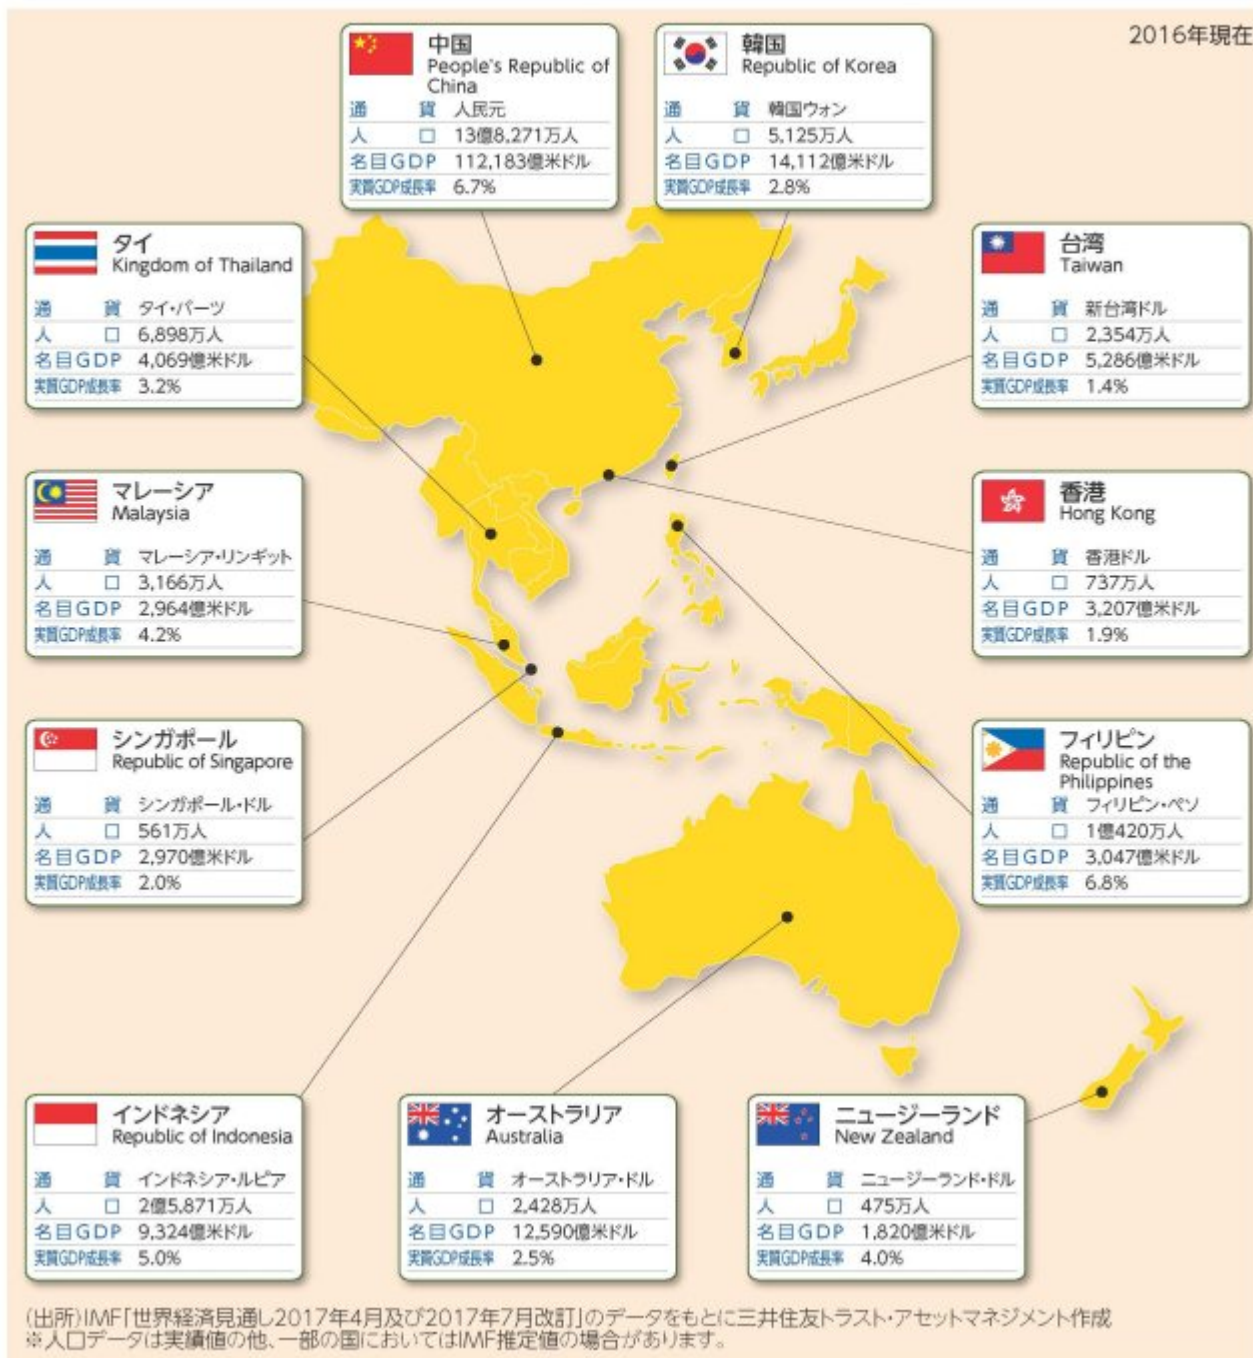 2016年現在
中国
People's Republic of
China
通貨 人民元
人口 13億8,271万人
名目GDP 112,183億米ドル
実質GDP成長率 6.7%
韓国
Republic of Korea
通貨 韓国ウォン
人口 5,125万人
名目GDP 14,112億米ドル
実質GDP成長率 2.8%
タイ
Kingdom of Thailand
通貨 タイ・バーツ
人口 6,898万人
名目GDP 4,069億米ドル
実質GDP成長率 3.2%
台湾
Taiwan
通貨 新台湾ドル
人口 2,354万人
名目GDP 5,286億米ドル
実質GDP成長率 1.4%
マレーシア
Malaysia
通貨 マレーシア・リンギット
人口 3,166万人
名目GDP 2,964億米ドル
実質GDP成長率 4.2%
香港
Hong Kong
通貨 香港ドル
人口 737万人
名目GDP 3,207億米ドル
実質GDP成長率 1.9%
シンガポール
Republic of Singapore
通貨 シンガポール・ドル
人口 561万人
名目GDP 2,970億米ドル
実質GDP成長率 2.0%
フィリピン
Republic of the
Philippines
通貨 フィリピン・ペソ
人口 1億420万人
名目GDP 3,047億米ドル
実質GDP成長率 6.8%
インドネシア
Republic of Indonesia
通貨 インドネシア・ルピア
人口 2億5,871万人
名目GDP 9,324億米ドル
実質GDP成長率 5.0%
オーストラリア
Australia
通貨 オーストラリア・ドル
人口 2,428万人
名目GDP 12,590億米ドル
実質GDP成長率 2.5%
ニュージーランド
New Zealand
通貨 ニュージーランド・ドル
人口 475万人
名目GDP 1,820億米ドル
実質GDP成長率 4.0%
(出所)IMF「世界経済見通し2017年4月及び2017年7月改訂」のデータをもとに三井住友トラスト・アセットマネジメント作成
※人口データは実績値の他、一部の国においてはIMF推定値の場合があります。